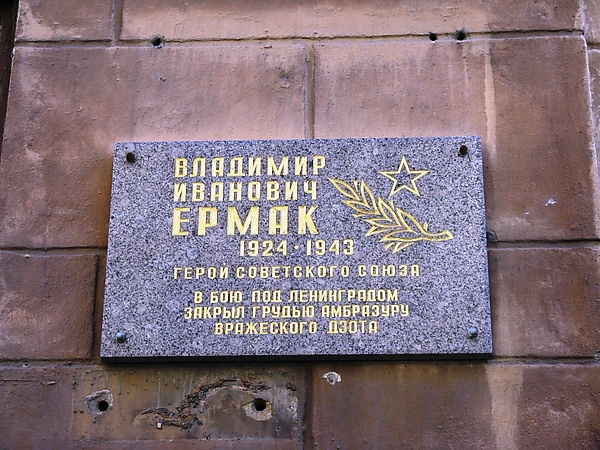 ВЛАДИМИР
ИВАНОВИЧ
ЕРМАК
1924 · 1943
ГЕРОЙ СОВЕТСКОГО СОЮЗА
В БОЮ ПОД ЛЕНИНГРАДОМ
ЗАКРЫЛ ГРУДЬЮ АМБРАЗУРУ
ВРАЖЕСКОГО ДЗОТА